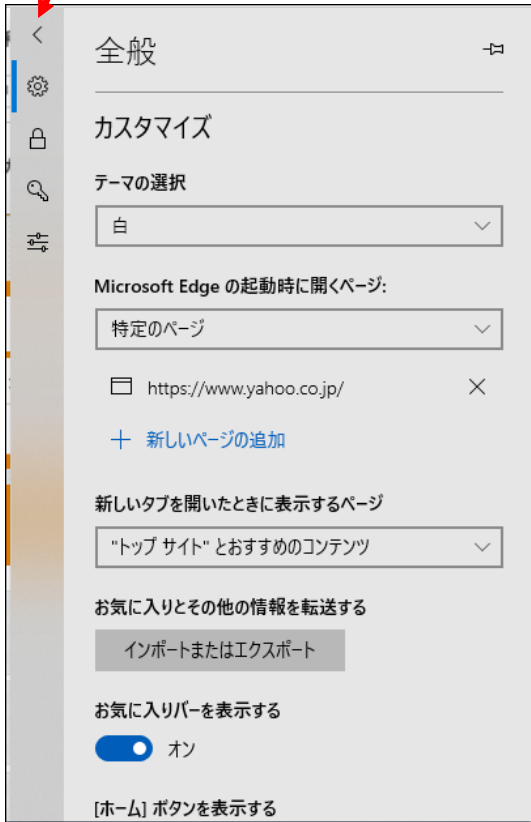 全般
カスタマイズ
テーマの選択
白
Microsoft Edge の起動時に開くページ:
特定のページ
https://www.yahoo.co.jp/
新しいページの追加
新しいタブを開いたときに表示するページ
"トップ サイト" とおすすめのコンテンツ
お気に入りとその他の情報を転送する
インポートまたはエクスポート
お気に入りバーを表示する
オン
[ホーム] ボタンを表示する